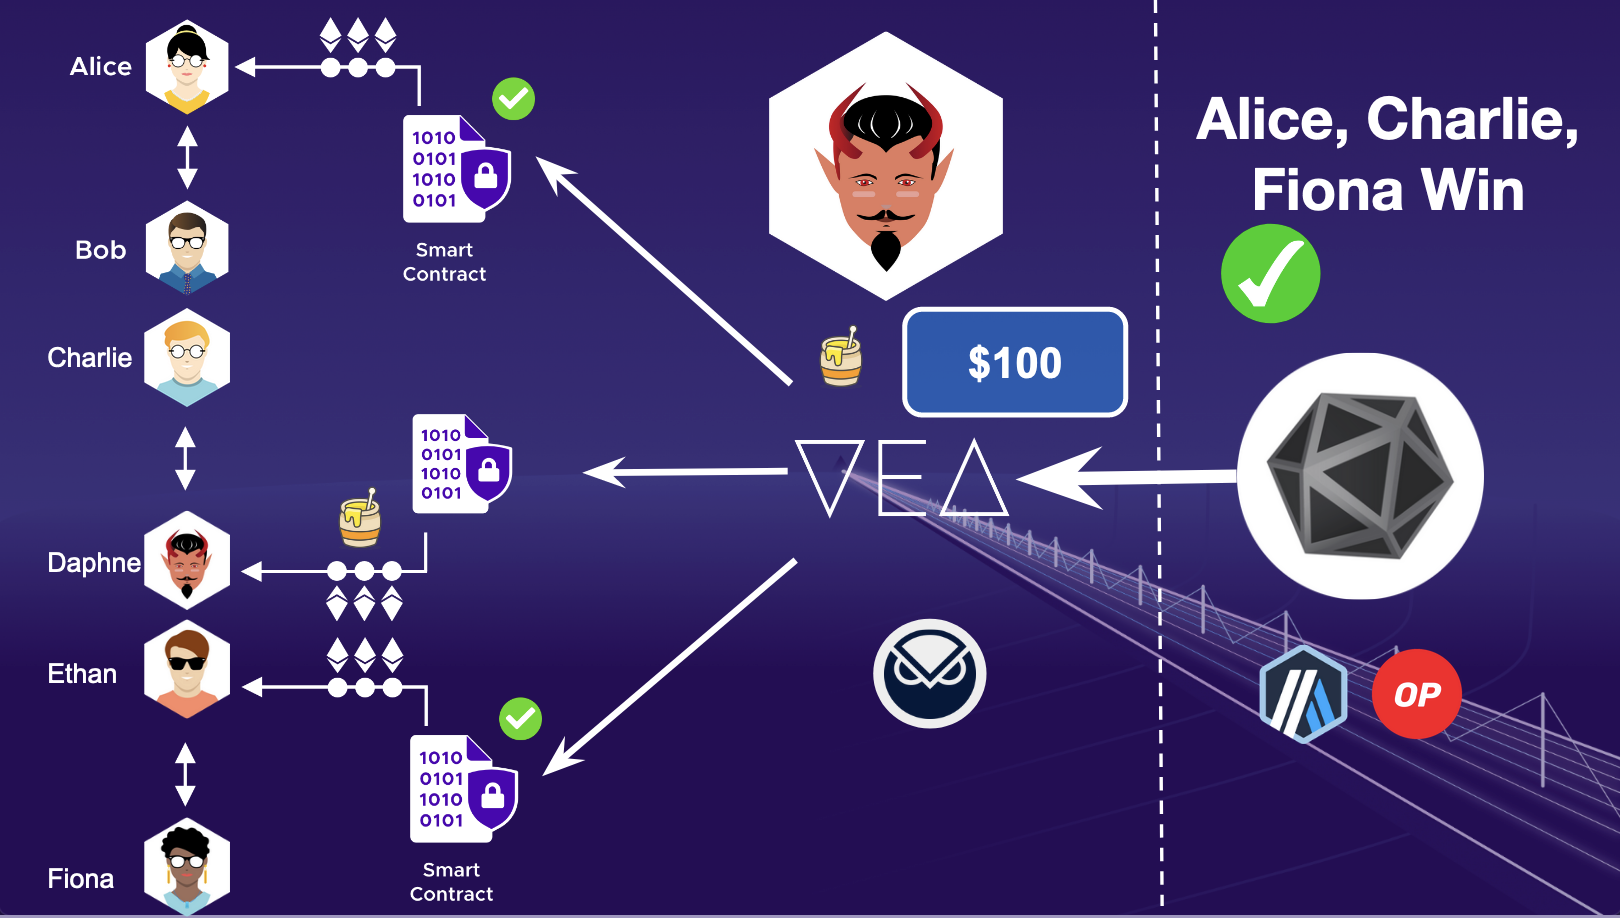 Alice
Bob
Charlie
Daphne
Ethan
Fiona
1010
0101
1010
0101
Smart
Contract
1010
0101
1010
0101
1010
0101
1010
0101
Smart
Contract
$100
VEA
Alice, Charlie,
Fiona Win
OP